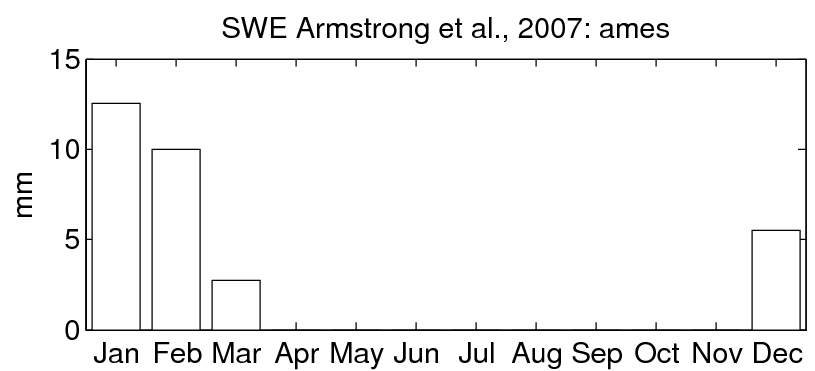 SWE Armstrong et al., 2007: ames
15
10
5
0
mm
Jan Feb Mar Apr May Jun Jul Aug Sep Oct Nov Dec